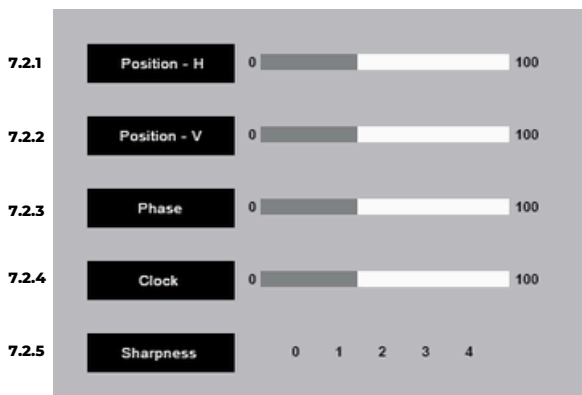 7.2.1 Position - H 0 100
7.2.2 Position - V 0 100
7.2.3 Phase 0 100
7.2.4 Clock 0 100
7.2.5 Sharpness 0 1 2 3 4